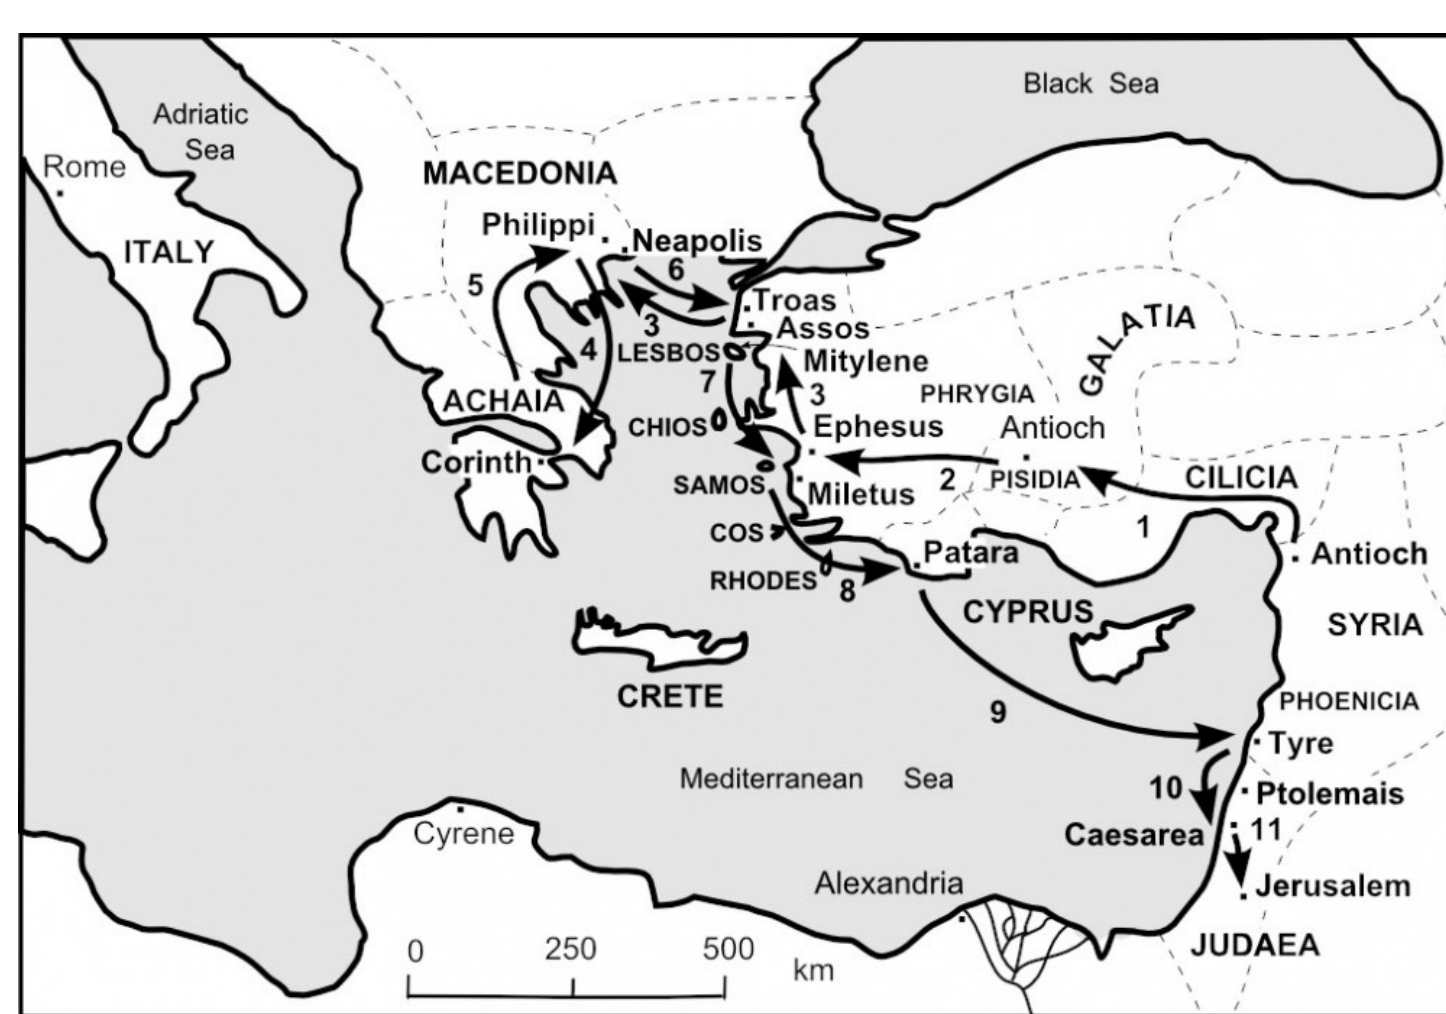 Black Sea
Adriatic
Sea
Rome
MACEDONIA
Philippi
ITALY
Neapolis
6
5
Troas
3
Assos
4
LESBOS
Mitylene
GALATIA
7
3
PHRYGIA
ACHAIA
CHIOS
Ephesus
Antioch
Corinth
SAMOS
2
PISIDIA
CILICIA
Miletus
1
COS
Patara
Antioch
RHODES
8
CYPRUS
SYRIA
CRETE
PHOENICIA
9
Tyre
Mediterranean Sea
10
Ptolemais
Cyrene
Caesarea
11
Alexandria
Jerusalem
JUDAEA
0 250 500
km